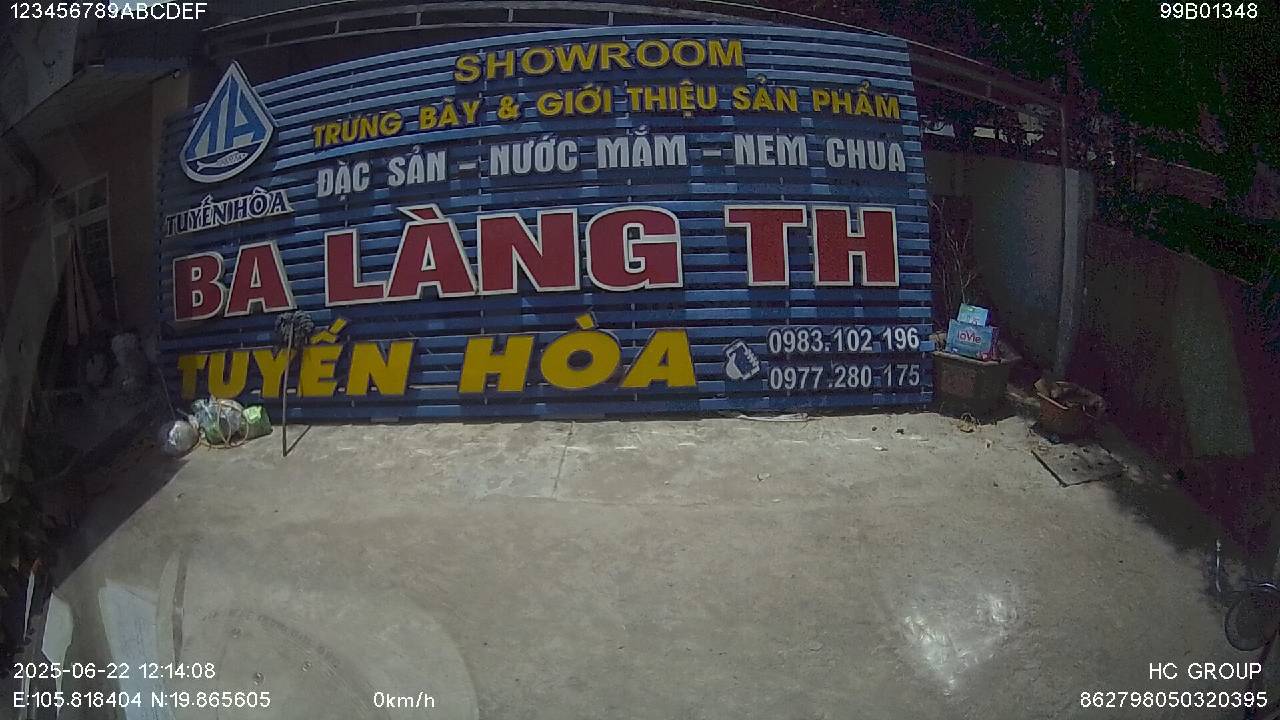 123456789ABCDEF
99B01348
SHOWROOM
TRƯNG BÀY & GIỚI THIỆU SẢN PHẨM
ĐẶC SẢN - NƯỚC MẮM - NEM CHUA
TUYẾN HÒA
BA LÀNG TH
TUYẾN HÒA
0983.102 196
0977.280 175
LaVie
2025-06-22 12:14:08
HC GROUP
E:105.818404 N:19.865605
0km/h
862798050320395